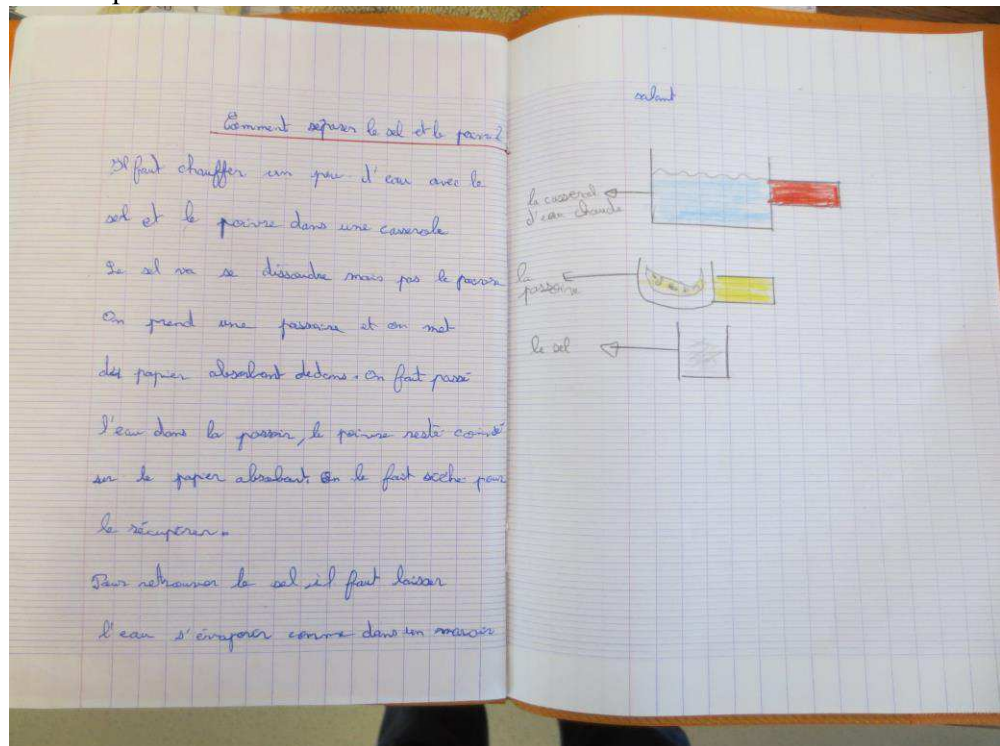 Comment séparer le sel et le poivre?
Il faut chauffer un peu d'eau avec le
sel et le poivre dans une casserole
Le sel va se dissoudre mais pas le poivre
On prend une passoire et on met
du papier absorbant dedans. On fait passé
l'eau dans la passoir, le poivre reste coincé
sur le papier absorbant. On le fait sèche pour
le récupérer.
Pour retrouver le sel il faut laisser
l'eau s'évaporer comme dans un marais
salant
la casserol
d'eau chaude
la
passoire
le sel